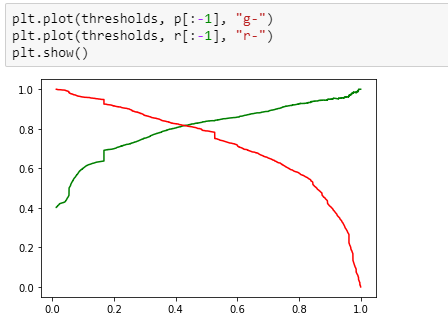 plt.plot(thresholds, p[:-1], "g-")
plt.plot(thresholds, r[:-1], "r-")
plt.show()
1.0
0.8
0.6
0.4
0.2
0.0
0.0 0.2 0.4 0.6 0.8 1.0